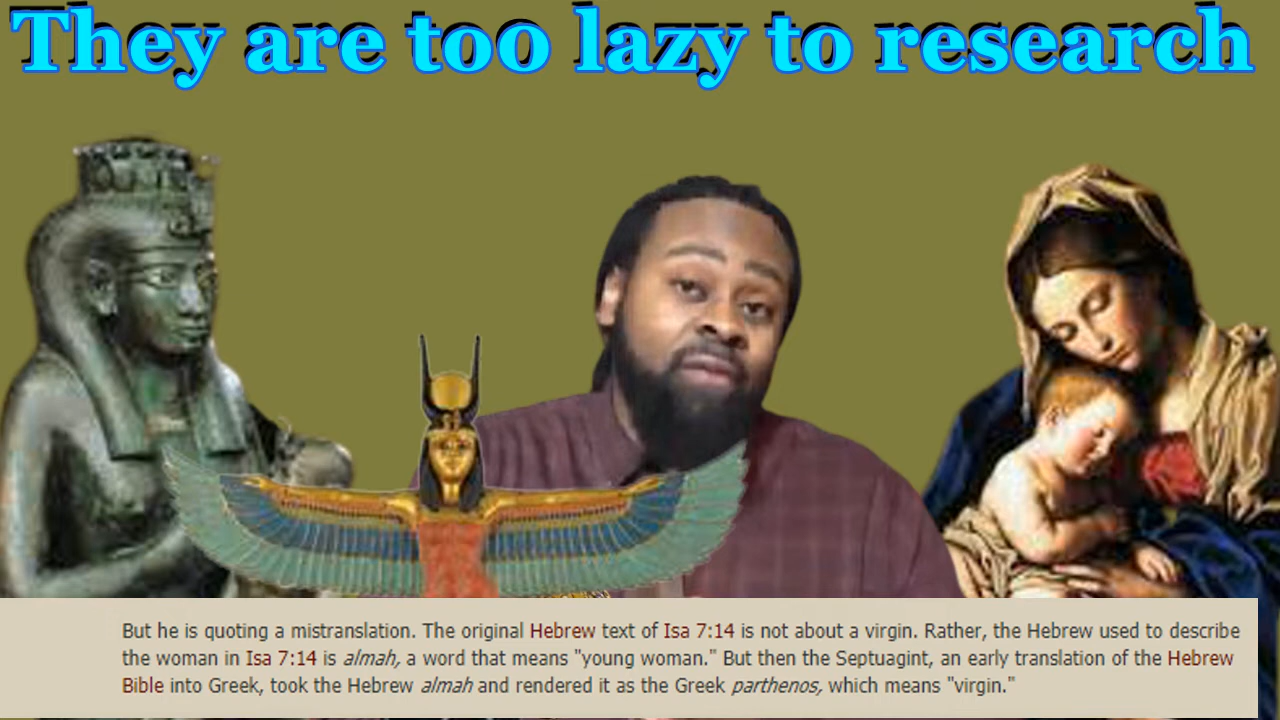 They are too lazy to research
But he is quoting a mistranslation. The original Hebrew text of Isa 7:14 is not about a virgin. Rather, the Hebrew used to describe
the woman in Isa 7:14 is almah, a word that means "young woman." But then the Septuagint, an early translation of the Hebrew
Bible into Greek, took the Hebrew almah and rendered it as the Greek parthenos, which means "virgin."